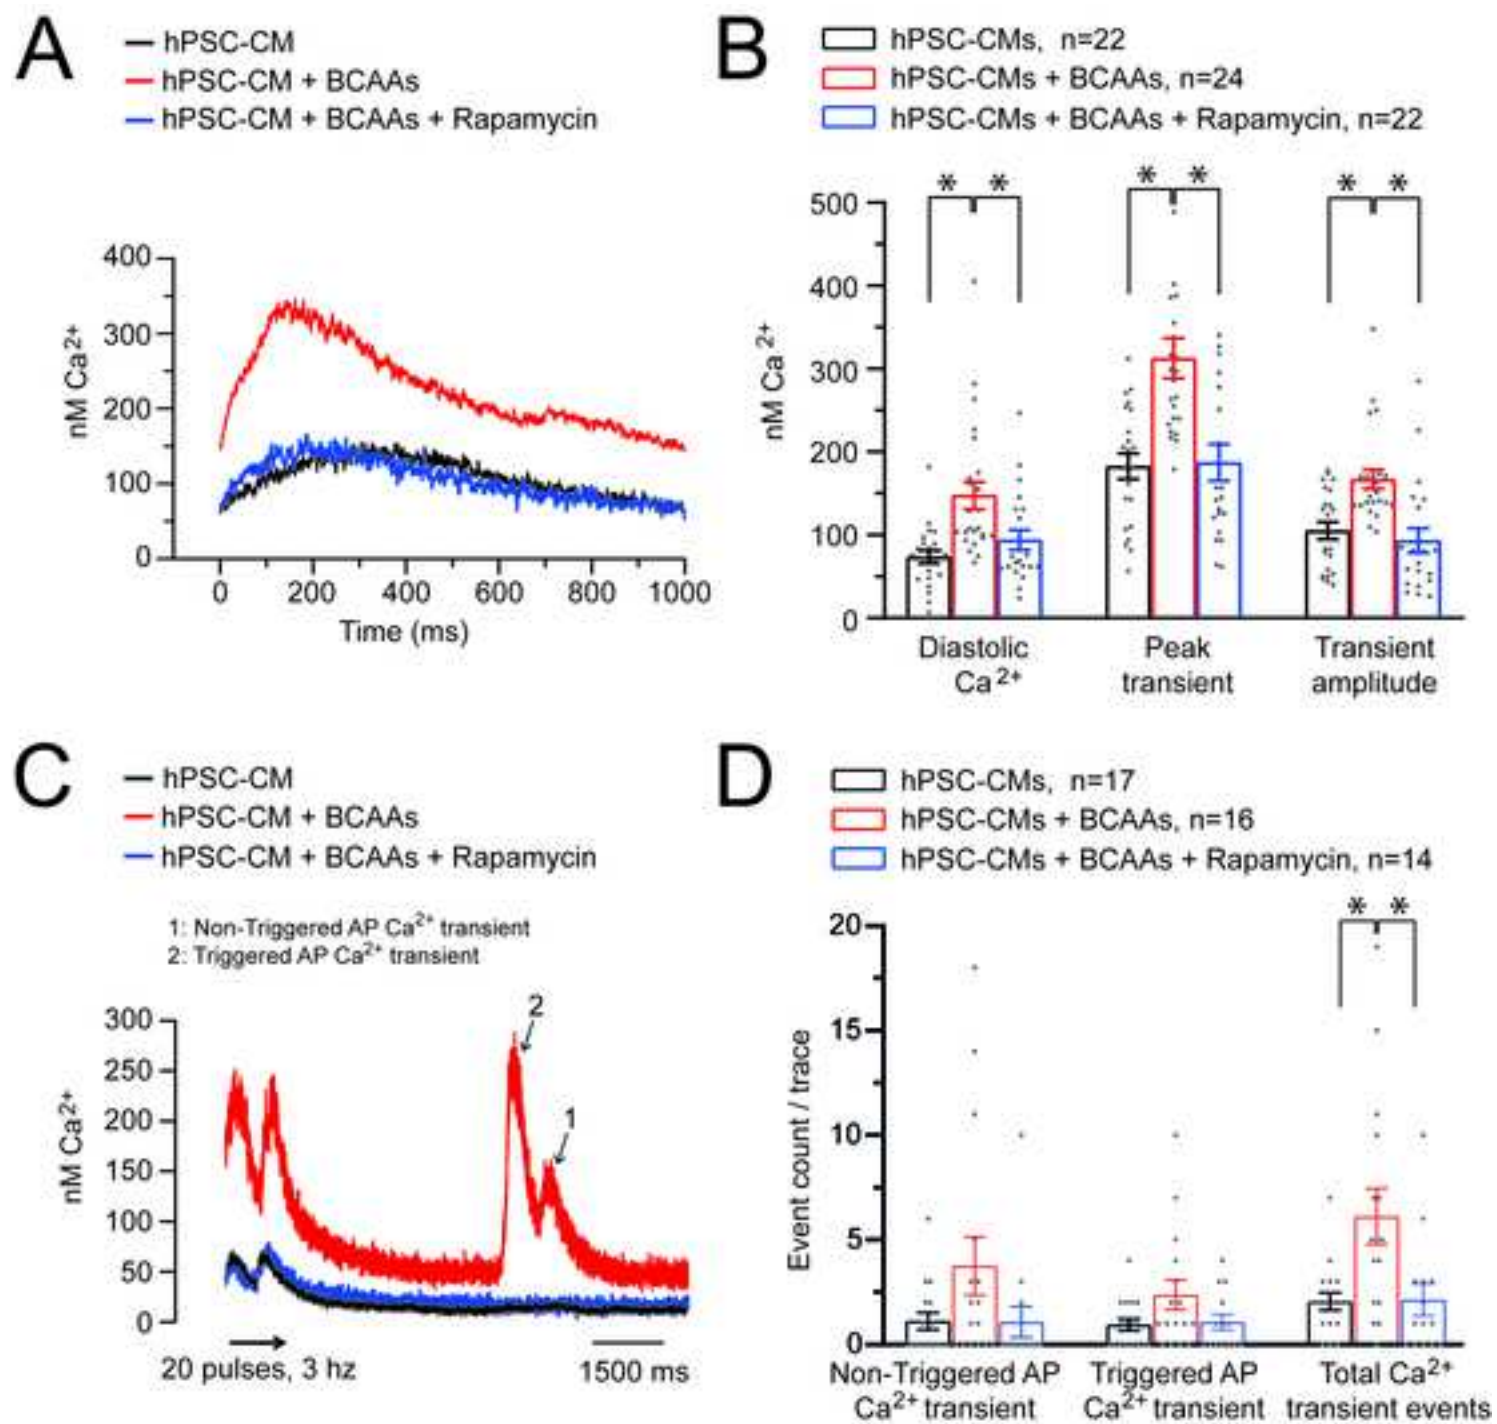 A
hPSC-CM
hPSC-CM + BCAAs
hPSC-CM + BCAAs + Rapamycin
400
300
200
100
0
nM Ca²⁺
0 200 400 600 800 1000
Time (ms)
B
hPSC-CMs, n=22
hPSC-CMs + BCAAs, n=24
hPSC-CMs + BCAAs + Rapamycin, n=22
* * * * * *
500
400
300
200
100
0
nM Ca²⁺
Diastolic Ca²⁺
Peak transient
Transient amplitude
C
hPSC-CM
hPSC-CM + BCAAs
hPSC-CM + BCAAs + Rapamycin
1: Non-Triggered AP Ca²⁺ transient
2: Triggered AP Ca²⁺ transient
300
250
200
150
100
50
0
nM Ca²⁺
2
1
20 pulses, 3 hz
1500 ms
D
hPSC-CMs, n=17
hPSC-CMs + BCAAs, n=16
hPSC-CMs + BCAAs + Rapamycin, n=14
* *
20
15
10
5
0
Event count / trace
Non-Triggered AP Ca²⁺ transient
Triggered AP Ca²⁺ transient
Total Ca²⁺ transient events